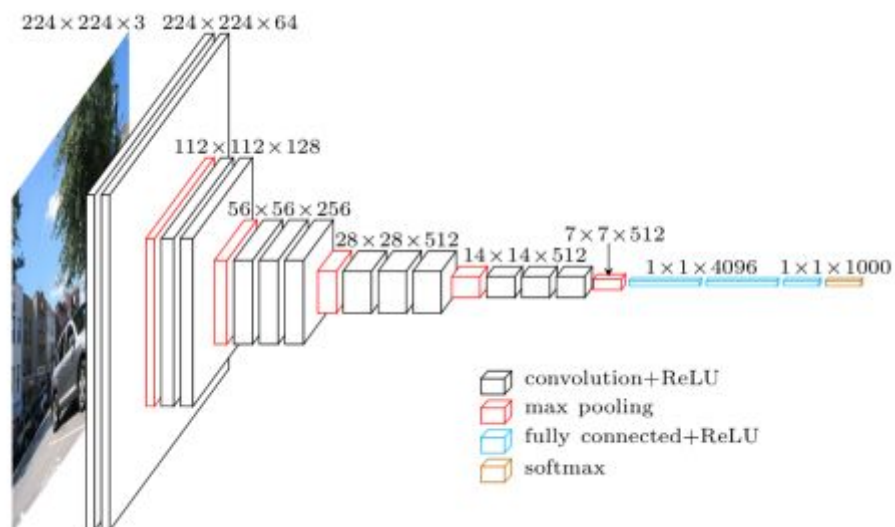 224 × 224 × 3
224 × 224 × 64
112 × 112 × 128
56 × 56 × 256
28 × 28 × 512
14 × 14 × 512
7 × 7 × 512
1 × 1 × 4096
1 × 1 × 1000
convolution+ReLU
max pooling
fully connected+ReLU
softmax